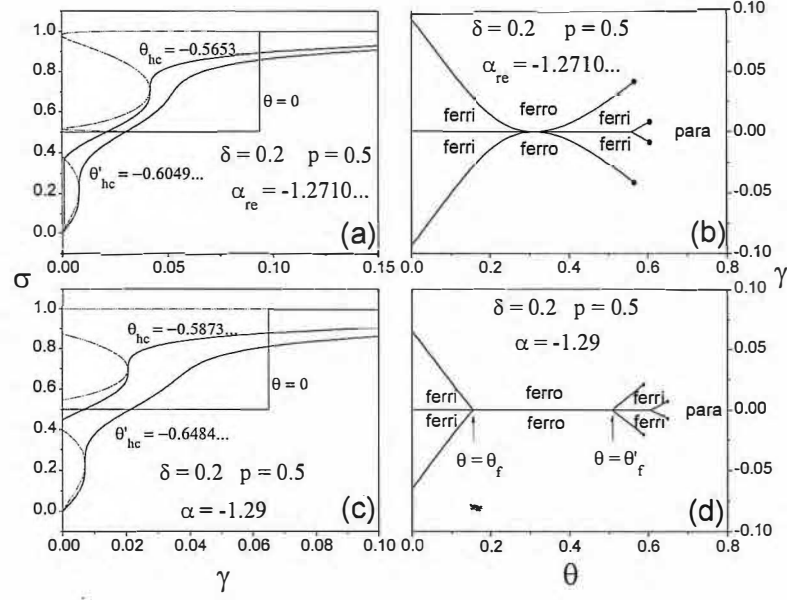 1.0
0.8
0.6
0.4
0.2
0.0
θhc = −0.5653
θ = 0
θ'hc= −0.6049...
δ = 0.2 p = 0.5
αre = -1.2710...
(a)
0.00 0.05 0.10 0.15
δ = 0.2 p = 0.5
αre = -1.2710...
ferri ferro ferri
ferri ferro ferri
para
(b)
0.10
0.05
0.00
-0.05
-0.10
0.0 0.2 0.4 0.6 0.8
σ
γ
1.0
0.8
0.6
0.4
0.2
0.0
θhc= −0.5873...
θ = 0
θ'hc= −0.6484...
δ = 0.2 p = 0.5
α = -1.29
(c)
0.00 0.02 0.04 0.06 0.08 0.10
γ
δ = 0.2 p = 0.5
α = -1.29
ferri ferro ferri
ferri ferro ferri
para
θ = θf
θ = θ'f
(d)
0.10
0.05
0.00
-0.05
-0.10
0.0 0.2 0.4 0.6 0.8
θ